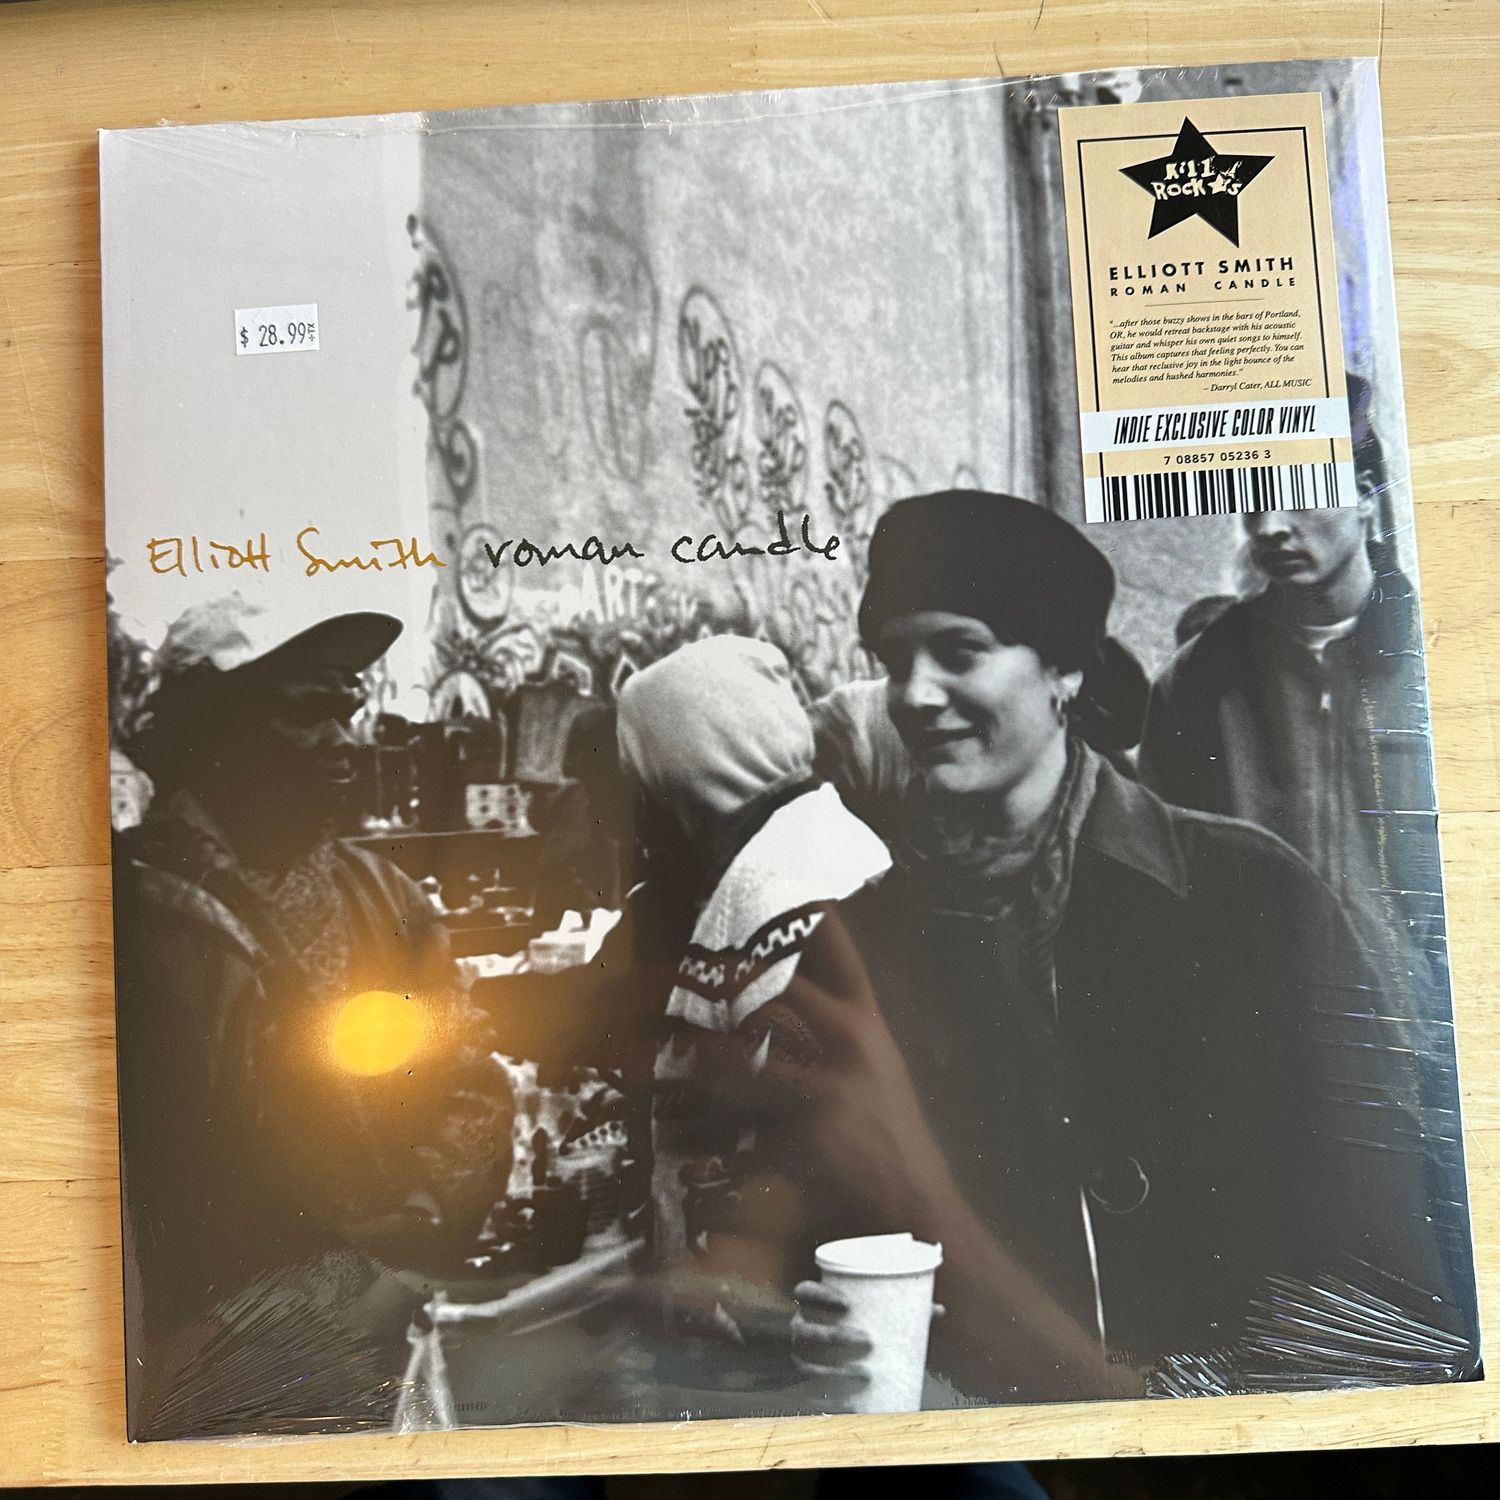 Kill
ROCK ★s
ELLIOTT SMITH
ROMAN CANDLE
"...after those buzzy shows in the bars of Portland,
OR, he would retreat backstage with his acoustic
guitar and whisper his own quiet songs to himself.
This album captures that feeling perfectly. You can
hear that reclusive joy in the light bounce of the
melodies and hushed harmonies."
– Darryl Cater, ALL MUSIC
INDIE EXCLUSIVE COLOR VINYL
7 08857 05236 3
$ 28.99
Elliott Smith roman candle
ART